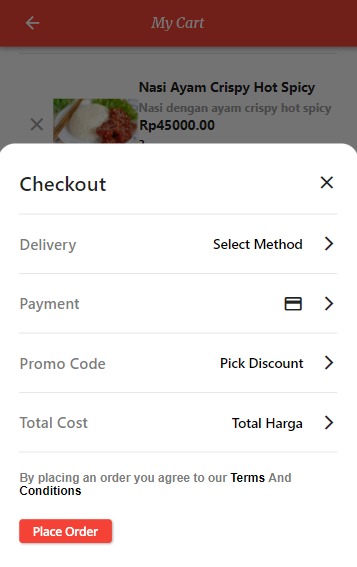 My Cart
Nasi Ayam Crispy Hot Spicy
Nasi dengan ayam crispy hot spicy
Rp45000.00
Checkout
Delivery Select Method
Payment
Promo Code Pick Discount
Total Cost Total Harga
By placing an order you agree to our Terms And
Conditions
Place Order